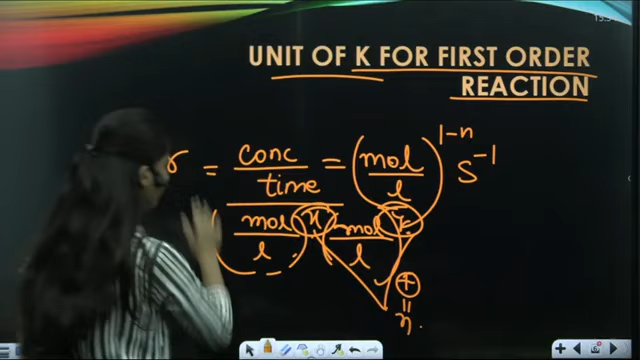 UNIT OF K FOR FIRST ORDER
REACTION
r = conc / time = (mol / l)^1-n s^-1
(mol / l)^x (mol / l)^y
+
=
n.